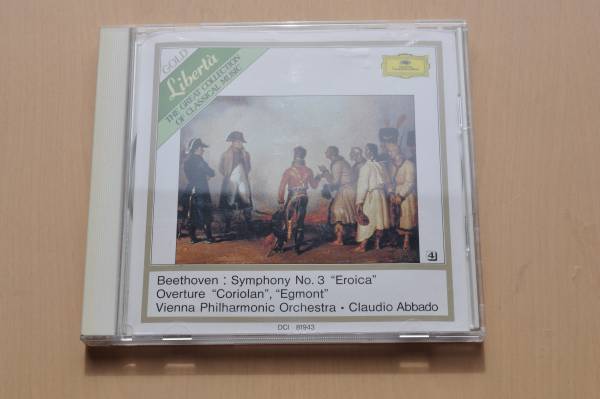 GOLD
Libertà
THE GREAT COLLECTION
OF CLASSICAL MUSIC
Beethoven : Symphony No. 3 "Eroica"
Overture "Coriolan", "Egmont"
Vienna Philharmonic Orchestra · Claudio Abbado
DCI 81943